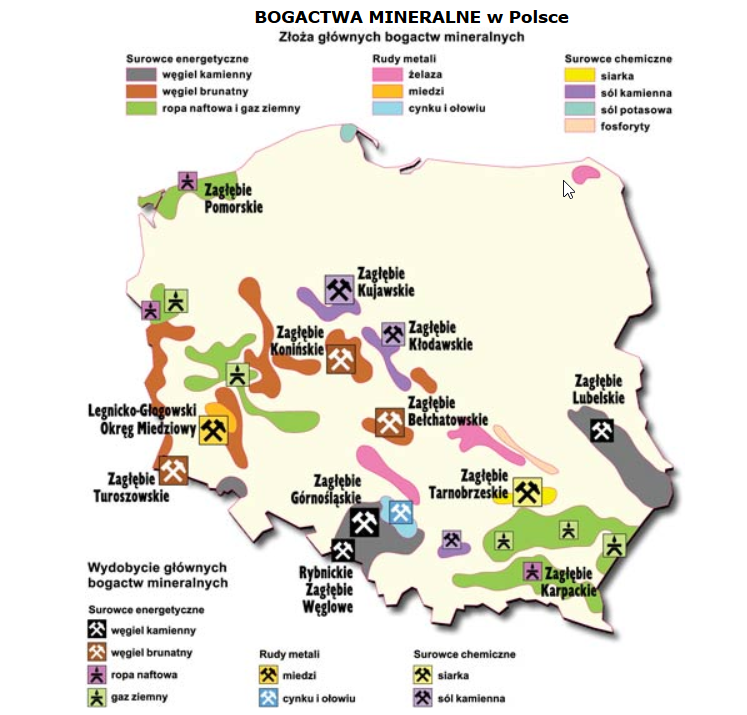 BOGACTWA MINERALNE w Polsce
Złoża głównych bogactw mineralnych
Surowce energetyczne
węgiel kamienny
węgiel brunatny
ropa naftowa i gaz ziemny
Rudy metali
żelaza
miedzi
cynku i ołowiu
Surowce chemiczne
siarka
sól kamienna
sól potasowa
fosforyty
Zagłębie
Pomorskie
Zagłębie
Kujawskie
Zagłębie
Konińskie
Zagłębie
Kłodawskie
Zagłębie
Lubelskie
Legnicko-Głogowski
Okręg Miedziowy
Zagłębie
Bełchatowskie
Zagłębie
Turoszowskie
Zagłębie
Górnośląskie
Zagłębie
Tarnobrzeskie
Rybnickie
Zagłębie
Węglowe
Zagłębie
Karpackie
Wydobycie głównych
bogactw mineralnych
Surowce energetyczne
węgiel kamienny
węgiel brunatny
ropa naftowa
gaz ziemny
Rudy metali
miedzi
cynku i ołowiu
Surowce chemiczne
siarka
sól kamienna